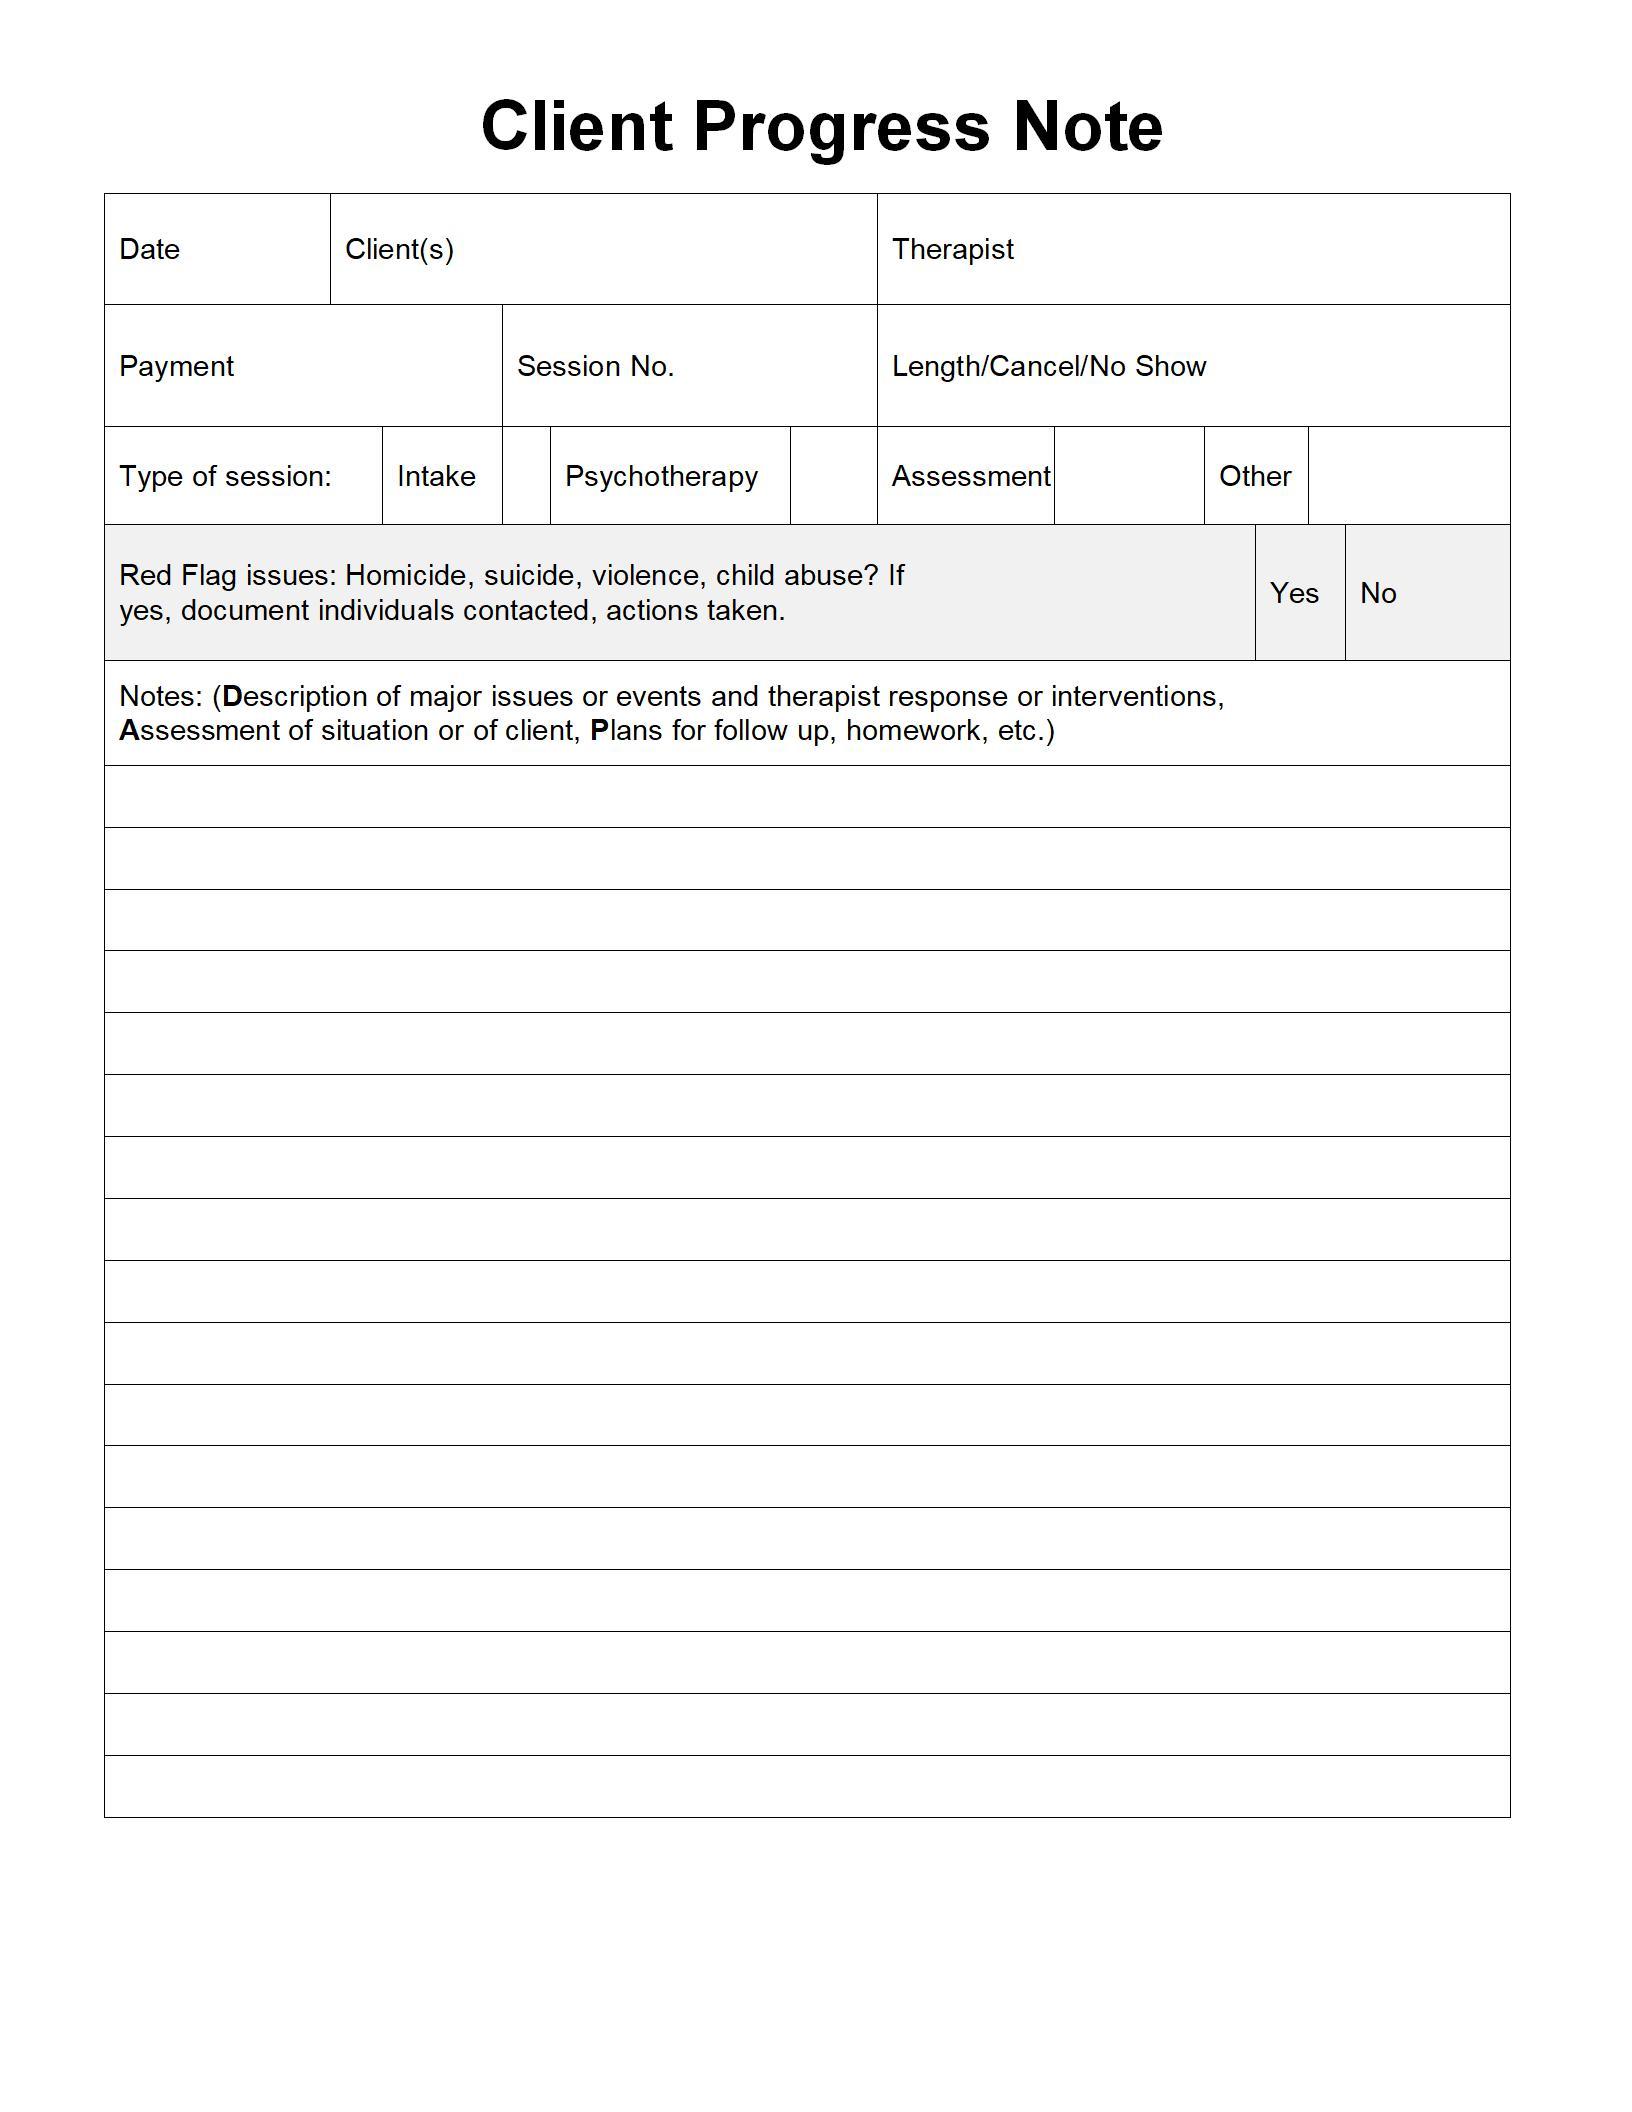 Client Progress Note
Date Client(s) Therapist
Payment Session No. Length/Cancel/No Show
Type of session: Intake Psychotherapy Assessment Other
Red Flag issues: Homicide, suicide, violence, child abuse? If
yes, document individuals contacted, actions taken.
Yes No
Notes: (Description of major issues or events and therapist response or interventions,
Assessment of situation or of client, Plans for follow up, homework, etc.)